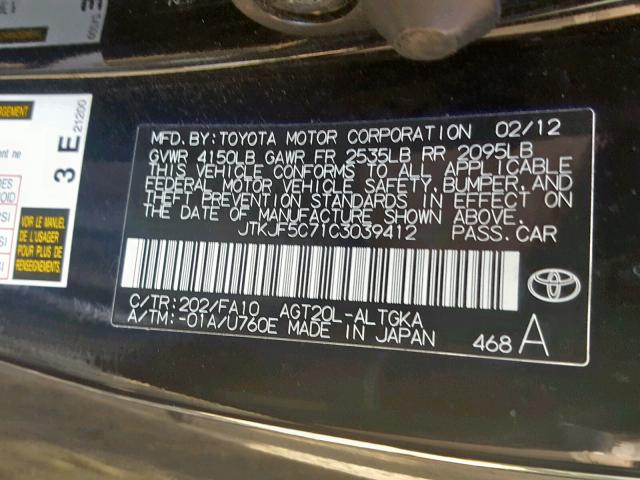 MFD. BY: TOYOTA MOTOR CORPORATION 02/12
GVWR 4150LB GAWR FR 2535LB RR 2095LB
THIS VEHICLE CONFORMS TO ALL APPLICABLE
FEDERAL MOTOR VEHICLE SAFETY, BUMPER, AND
THEFT PREVENTION STANDARDS IN EFFECT ON
THE DATE OF MANUFACTURE SHOWN ABOVE.
JTKJF5C71C3039412 PASS.CAR
C/TR: 202/FA10 AGT20L-ALTGKA
A/TM: -01A/U760E MADE IN JAPAN
468 A
3 E
21200
VOIR LE MANUEL
DE L'USAGER
POUR PLUS DE
RENSEIGNEMENTS